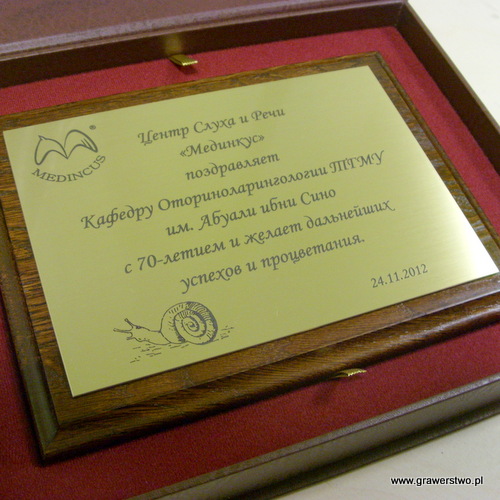 MEDINCUS®
Центр Слуха и Речи
«Мединкус»
поздравляет
Кафедру Оториноларингологии ТТМУ
им. Абуали ибни Сино
с 70-летием и желает дальнейших
успехов и процветания.
24.11.2012
www.grawerstwo.pl